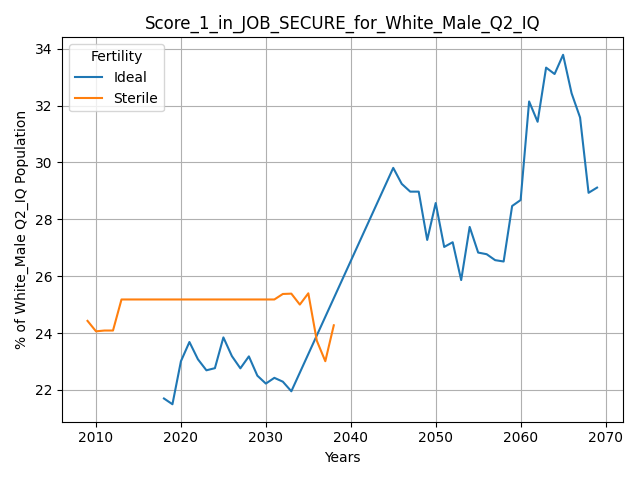 Score_1_in_JOB_SECURE_for_White_Male_Q2_IQ
Fertility
Ideal
Sterile
% of White_Male Q2_IQ Population
34
32
30
28
26
24
22
2010
2020
2030
2040
2050
2060
2070
Years